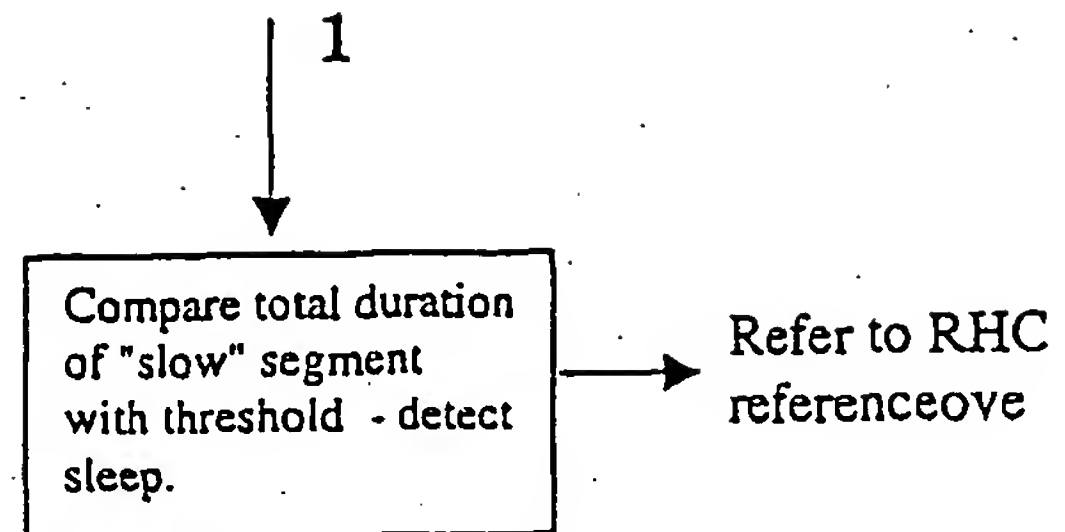 1
Compare total duration
of "slow" segment
with threshold - detect
sleep.
Refer to RHC
referenceove